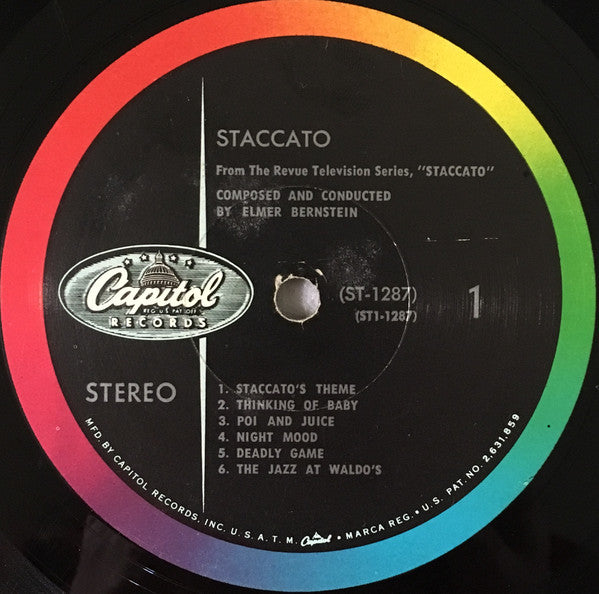 STACCATO
From The Revue Television Series, "STACCATO"
COMPOSED AND CONDUCTED
BY ELMER BERNSTEIN
Capitol
REG. U.S. PAT. OFF.
RECORDS
(ST-1287)
(ST1-1287)
1
STEREO
1. STACCATO'S THEME
2. THINKING OF BABY
3. POI AND JUICE
4. NIGHT MOOD
5. DEADLY GAME
6. THE JAZZ AT WALDO'S
MFD. BY CAPITOL RECORDS, INC. U.S.A. T.M. Capitol • MARCA REG. • U.S. PAT. NO. 2,631,859